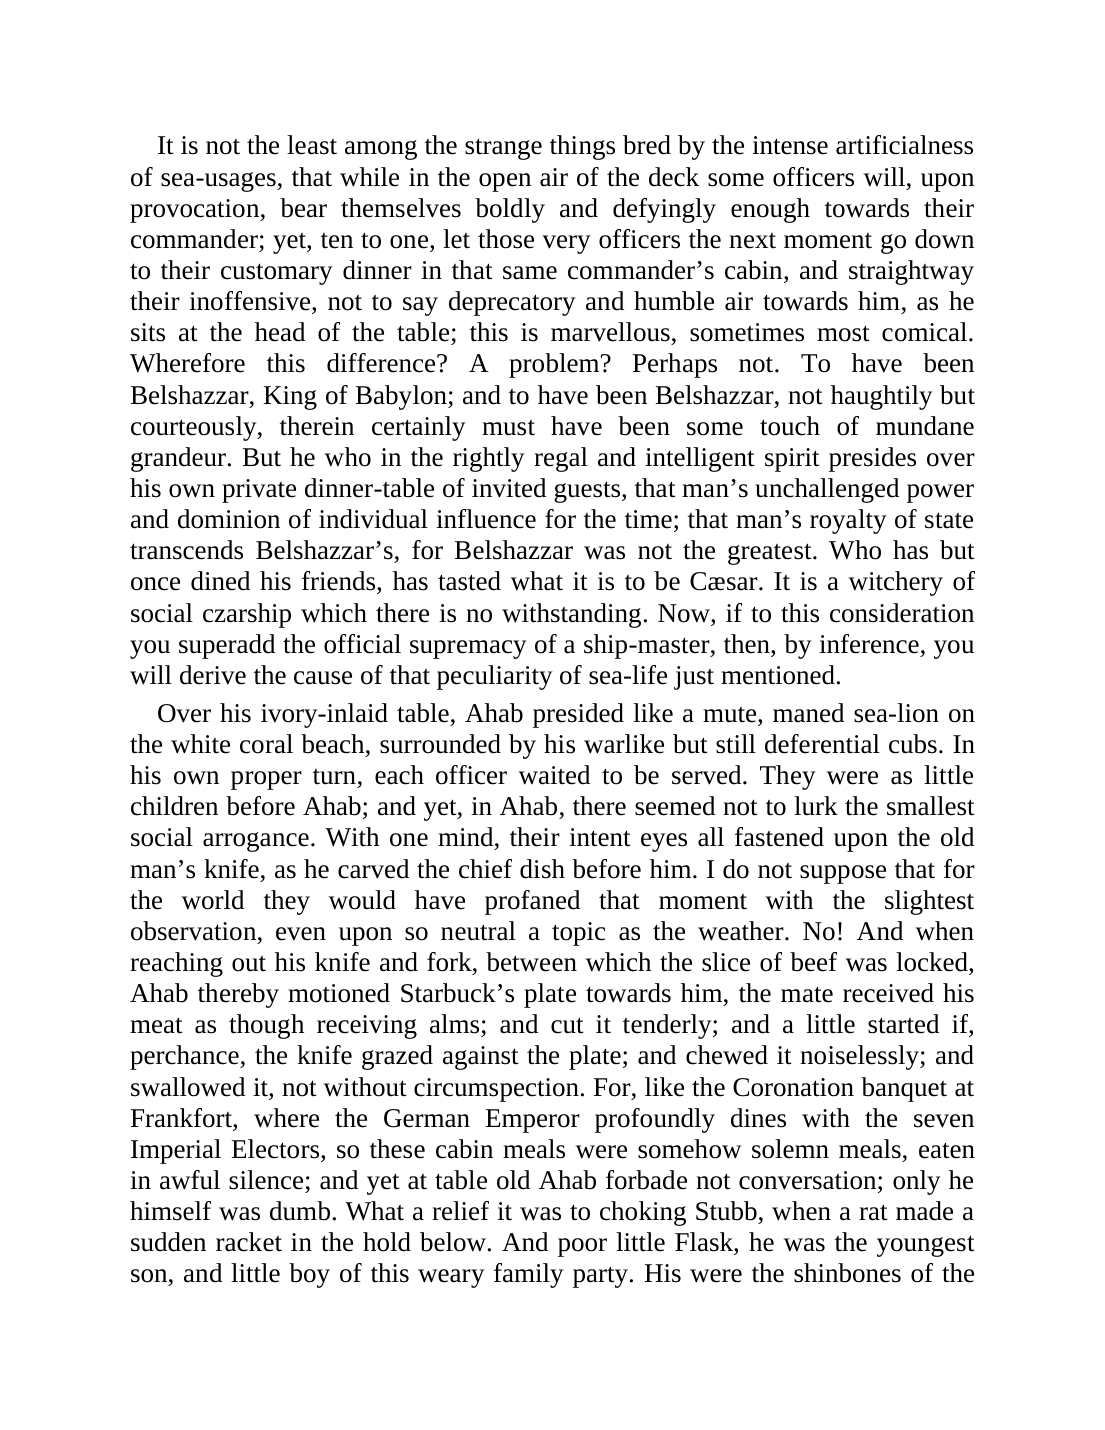 It is not the least among the strange things bred by the intense artificialness
of sea-usages, that while in the open air of the deck some officers will, upon
provocation, bear themselves boldly and defyingly enough towards their
commander; yet, ten to one, let those very officers the next moment go down
to their customary dinner in that same commander’s cabin, and straightway
their inoffensive, not to say deprecatory and humble air towards him, as he
sits at the head of the table; this is marvellous, sometimes most comical.
Wherefore this difference? A problem? Perhaps not. To have been
Belshazzar, King of Babylon; and to have been Belshazzar, not haughtily but
courteously, therein certainly must have been some touch of mundane
grandeur. But he who in the rightly regal and intelligent spirit presides over
his own private dinner-table of invited guests, that man’s unchallenged power
and dominion of individual influence for the time; that man’s royalty of state
transcends Belshazzar’s, for Belshazzar was not the greatest. Who has but
once dined his friends, has tasted what it is to be Cæsar. It is a witchery of
social czarship which there is no withstanding. Now, if to this consideration
you superadd the official supremacy of a ship-master, then, by inference, you
will derive the cause of that peculiarity of sea-life just mentioned.
Over his ivory-inlaid table, Ahab presided like a mute, maned sea-lion on
the white coral beach, surrounded by his warlike but still deferential cubs. In
his own proper turn, each officer waited to be served. They were as little
children before Ahab; and yet, in Ahab, there seemed not to lurk the smallest
social arrogance. With one mind, their intent eyes all fastened upon the old
man’s knife, as he carved the chief dish before him. I do not suppose that for
the world they would have profaned that moment with the slightest
observation, even upon so neutral a topic as the weather. No! And when
reaching out his knife and fork, between which the slice of beef was locked,
Ahab thereby motioned Starbuck’s plate towards him, the mate received his
meat as though receiving alms; and cut it tenderly; and a little started if,
perchance, the knife grazed against the plate; and chewed it noiselessly; and
swallowed it, not without circumspection. For, like the Coronation banquet at
Frankfort, where the German Emperor profoundly dines with the seven
Imperial Electors, so these cabin meals were somehow solemn meals, eaten
in awful silence; and yet at table old Ahab forbade not conversation; only he
himself was dumb. What a relief it was to choking Stubb, when a rat made a
sudden racket in the hold below. And poor little Flask, he was the youngest
son, and little boy of this weary family party. His were the shinbones of the